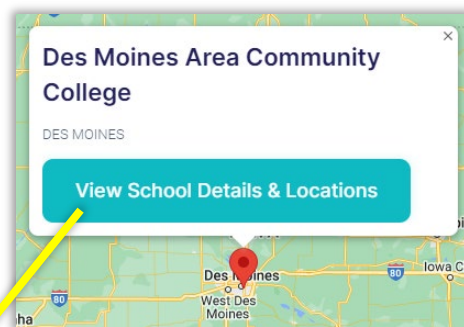 Des Moines Area Community
College
DES MOINES
View School Details & Locations
Des Moines
80
Iowa C
80
West Des
Moines
ha